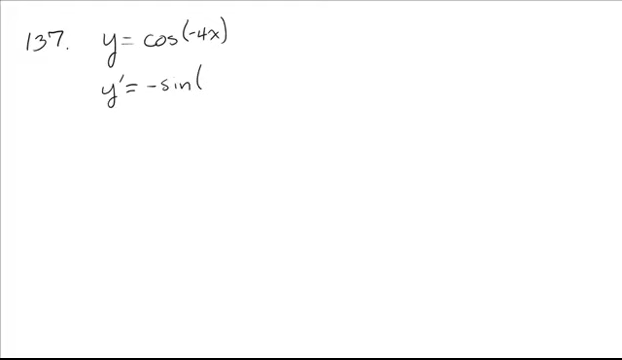 137. y = cos(-4x)
y' = -sin(